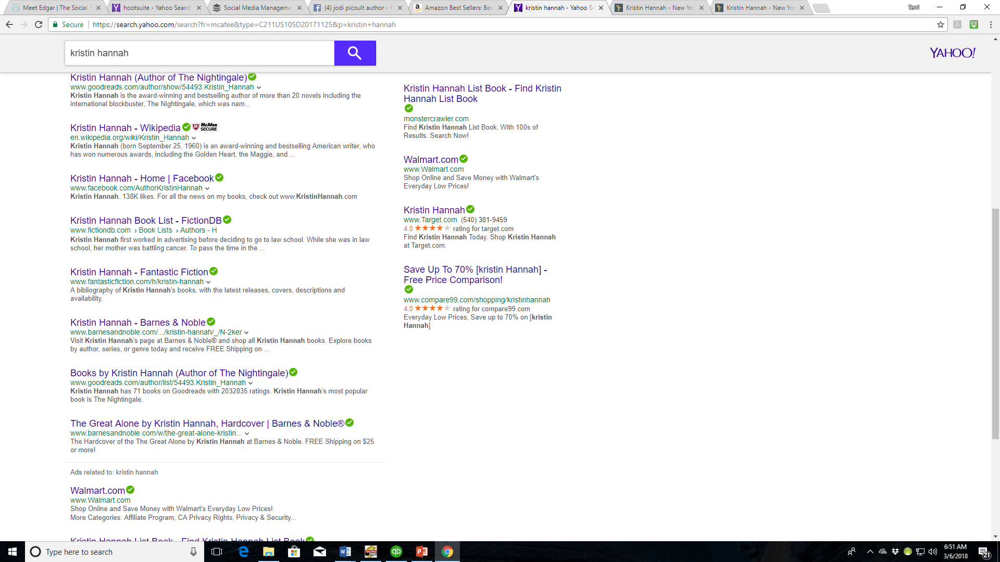 Meet Edgar | The Social M
hootsuite - Yahoo Search
Social Media Manageme
(4) jodi picoult author - F
Amazon Best Sellers: Bes
kristin hannah - Yahoo Se
Kristin Hannah - New Yor
Kristin Hannah - New Yor
Terri
Secure
https://search.yahoo.com/search?fr=mcafee&type=C211US105D20171125&p=kristin+hannah
kristin hannah
YAHOO!
Kristin Hannah (Author of The Nightingale)
www.goodreads.com/author/show/54493.Kristin_Hannah
Kristin Hannah is the award-winning and bestselling author of more than 20 novels including the
international blockbuster, The Nightingale, which was nam...
Kristin Hannah - Wikipedia
McAfee
SECURE
en.wikipedia.org/wiki/Kristin_Hannah
Kristin Hannah (born September 25, 1960) is an award-winning and bestselling American writer, who
has won numerous awards, including the Golden Heart, the Maggie, and ...
Kristin Hannah - Home | Facebook
www.facebook.com/AuthorKristinHannah
Kristin Hannah. 138K likes. For all the news on my books, check out www.KristinHannah.com
Kristin Hannah Book List - FictionDB
www.fictiondb.com › Book Lists › Authors - H
Kristin Hannah first worked in advertising before deciding to go to law school. While she was in law
school, her mother was battling cancer. To pass the time in the ...
Kristin Hannah - Fantastic Fiction
www.fantasticfiction.com/h/kristin-hannah
A bibliography of Kristin Hannah's books, with the latest releases, covers, descriptions and
availability.
Kristin Hannah - Barnes & Noble
www.barnesandnoble.com/.../kristin-hannah/_/N-2ker
Visit Kristin Hannah's page at Barnes & Noble® and shop all Kristin Hannah books. Explore books
by author, series, or genre today and receive FREE Shipping on ...
Books by Kristin Hannah (Author of The Nightingale)
www.goodreads.com/author/list/54493.Kristin_Hannah
Kristin Hannah has 71 books on Goodreads with 2032835 ratings. Kristin Hannah's most popular
book is The Nightingale.
The Great Alone by Kristin Hannah, Hardcover | Barnes & Noble®
www.barnesandnoble.com/w/the-great-alone-kristin...
The Hardcover of the The Great Alone by Kristin Hannah at Barnes & Noble. FREE Shipping on $25
or more!
Ads related to: kristin hannah
Walmart.com
www.Walmart.com
Shop Online and Save Money with Walmart's Everyday Low Prices!
More Categories: Affiliate Program, CA Privacy Rights, Privacy & Security...
Kristin Hannah List Book - Find Kristin Hannah List Book
Kristin Hannah List Book - Find Kristin
Hannah List Book
monstercrawler.com
Find Kristin Hannah List Book. With 100s of
Results. Search Now!
Walmart.com
www.Walmart.com
Shop Online and Save Money with Walmart's
Everyday Low Prices!
Kristin Hannah
www.Target.com (540) 381-9459
4.0 rating for target.com
Find Kristin Hannah Today. Shop Kristin Hannah
at Target.com.
Save Up To 70% [kristin Hannah] -
Free Price Comparison!
www.compare99.com/shopping/kristinhannah
4.0 rating for compare99.com
Everyday Low Prices, Save up to 70% on [kristin
Hannah]
Type here to search
6:51 AM
3/6/2018
21